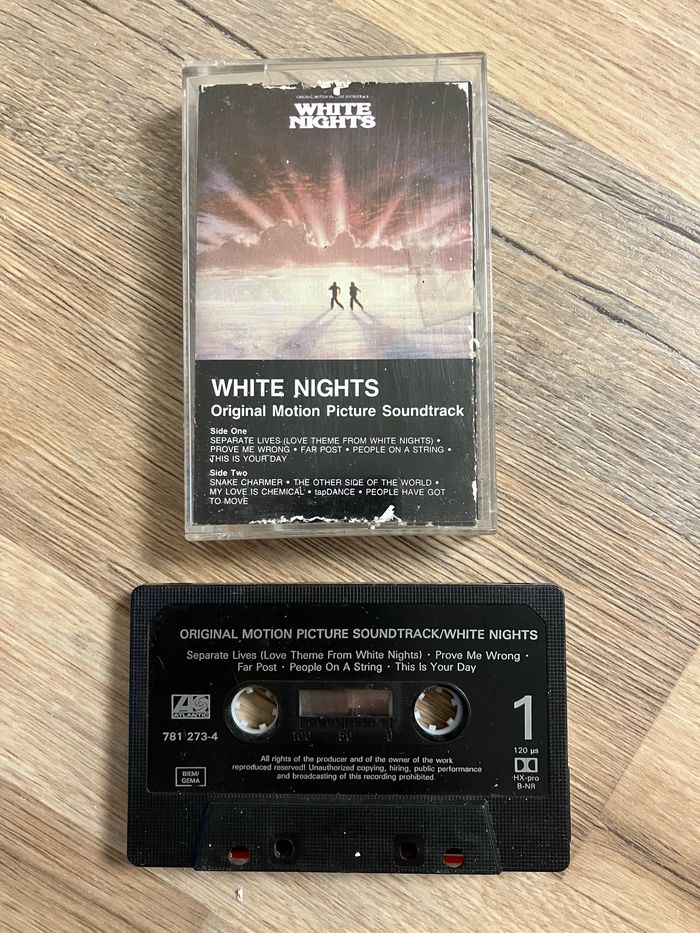 ORIGINAL MOTION PICTURE SOUNDTRACK
WHITE
NIGHTS
WHITE NIGHTS
Original Motion Picture Soundtrack
Side One
SEPARATE LIVES (LOVE THEME FROM WHITE NIGHTS) •
PROVE ME WRONG • FAR POST • PEOPLE ON A STRING •
THIS IS YOUR DAY
Side Two
SNAKE CHARMER • THE OTHER SIDE OF THE WORLD •
MY LOVE IS CHEMICAL • tapDANCE • PEOPLE HAVE GOT
TO MOVE
ORIGINAL MOTION PICTURE SOUNDTRACK/WHITE NIGHTS
Separate Lives (Love Theme From White Nights) · Prove Me Wrong ·
Far Post · People On A String · This Is Your Day
ATLANTIC
781 273-4
100 50 0
1
120 µs
HX-pro
B-NR
All rights of the producer and of the owner of the work
reproduced reserved! Unauthorized copying, hiring, public performance
and broadcasting of this recording prohibited.
BIEM/
GEMA